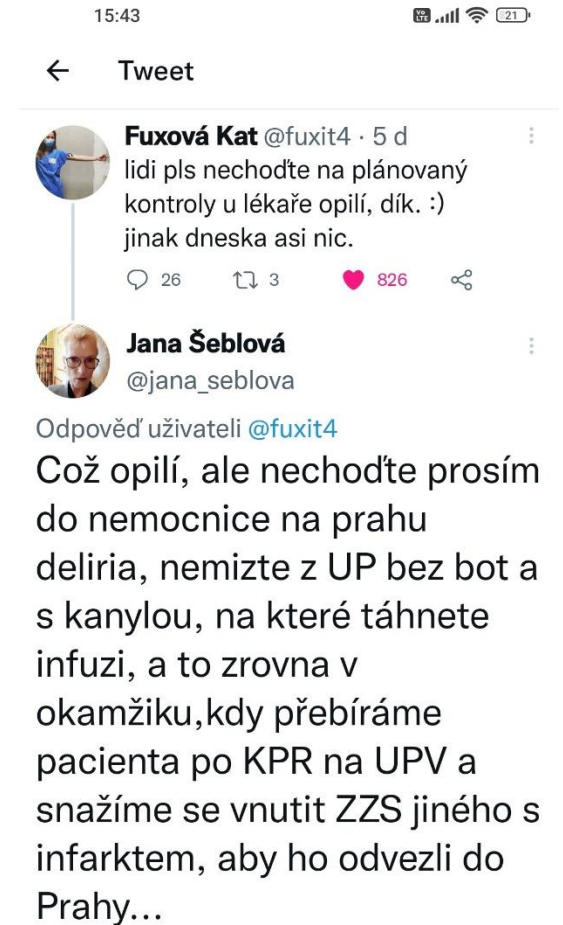 15:43
VO LTE 21
Tweet
Fuxová Kat @fuxit4 · 5 d
lidi pls nechoďte na plánovaný
kontroly u lékaře opilí, dík. :)
jinak dneska asi nic.
26 3 826
Jana Šeblová
@jana_seblova
Odpověď uživateli @fuxit4
Což opilí, ale nechoďte prosím
do nemocnice na prahu
deliria, nemizte z UP bez bot a
s kanylou, na které táhnete
infuzi, a to zrovna v
okamžiku,kdy přebíráme
pacienta po KPR na UPV a
snažíme se vnutit ZZS jiného s
infarktem, aby ho odvezli do
Prahy...